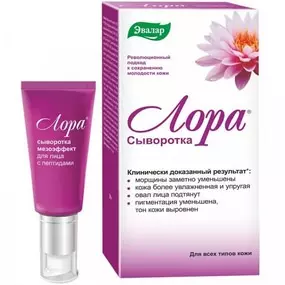 Эвалар
Революционный
подход
к сохранению
молодости кожи
Лора®
Сыворотка
Клинически доказанный результат*:
• морщины заметно уменьшены
• кожа более увлажненная и упругая
• овал лица подтянут
• пигментация уменьшена,
тон кожи выровнен
Для всех типов кожи
Лора®
сыворотка
мезоэффект
для лица
с пептидами